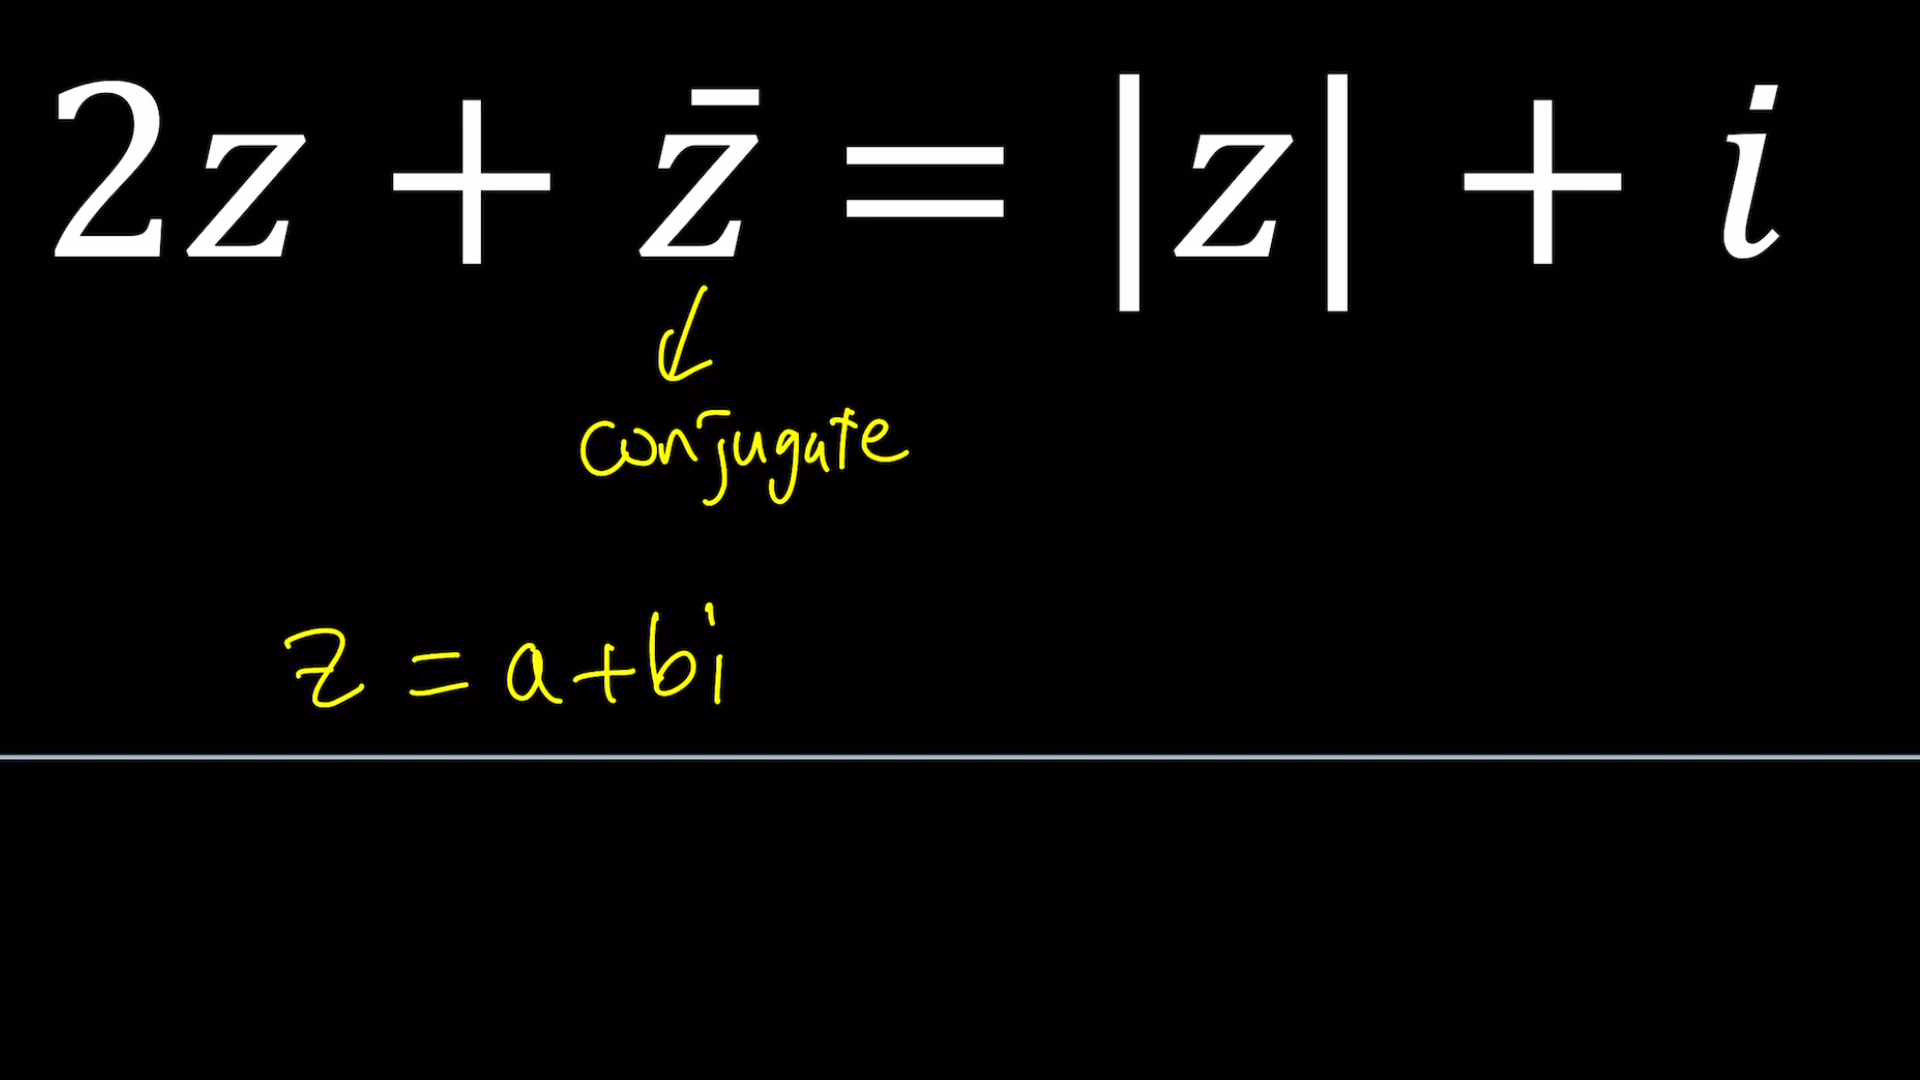 2z + z̄ = |z| + i
conjugate
z = a+bi